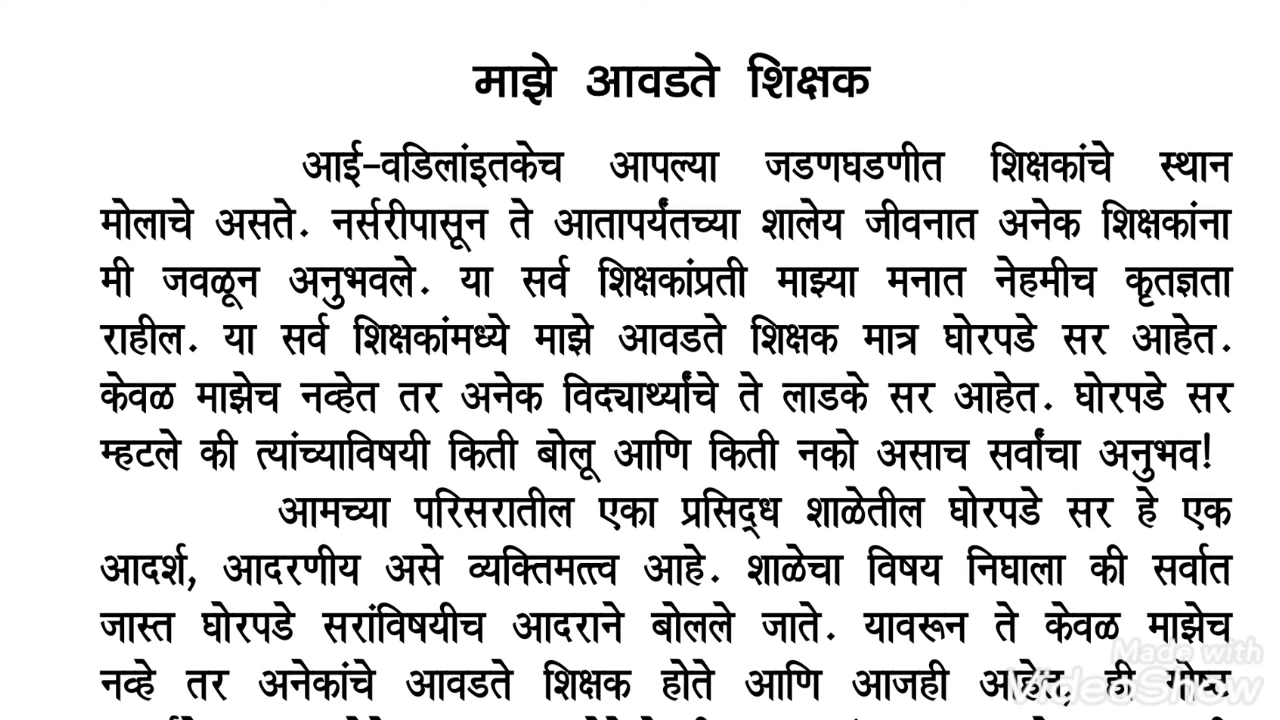 माझे आवडते शिक्षक
आई-वडिलांइतकेच आपल्या जडणघडणीत शिक्षकांचे स्थान
मोलाचे असते. नर्सरीपासून ते आतापर्यंतच्या शालेय जीवनात अनेक शिक्षकांना
मी जवळून अनुभवले. या सर्व शिक्षकांप्रती माझ्या मनात नेहमीच कृतज्ञता
राहील. या सर्व शिक्षकांमध्ये माझे आवडते शिक्षक मात्र घोरपडे सर आहेत.
केवळ माझेच नव्हेत तर अनेक विद्यार्थ्यांचे ते लाडके सर आहेत. घोरपडे सर
म्हटले की त्यांच्याविषयी किती बोलू आणि किती नको असाच सर्वांचा अनुभव!
आमच्या परिसरातील एका प्रसिद्ध शाळेतील घोरपडे सर हे एक
आदर्श, आदरणीय असे व्यक्तिमत्त्व आहे. शाळेचा विषय निघाला की सर्वात
जास्त घोरपडे सरांविषयीच आदराने बोलले जाते. यावरून ते केवळ माझेच
नव्हे तर अनेकांचे आवडते शिक्षक होते आणि आजही आहेत, ही गोष्ट
Made with
VideoShow